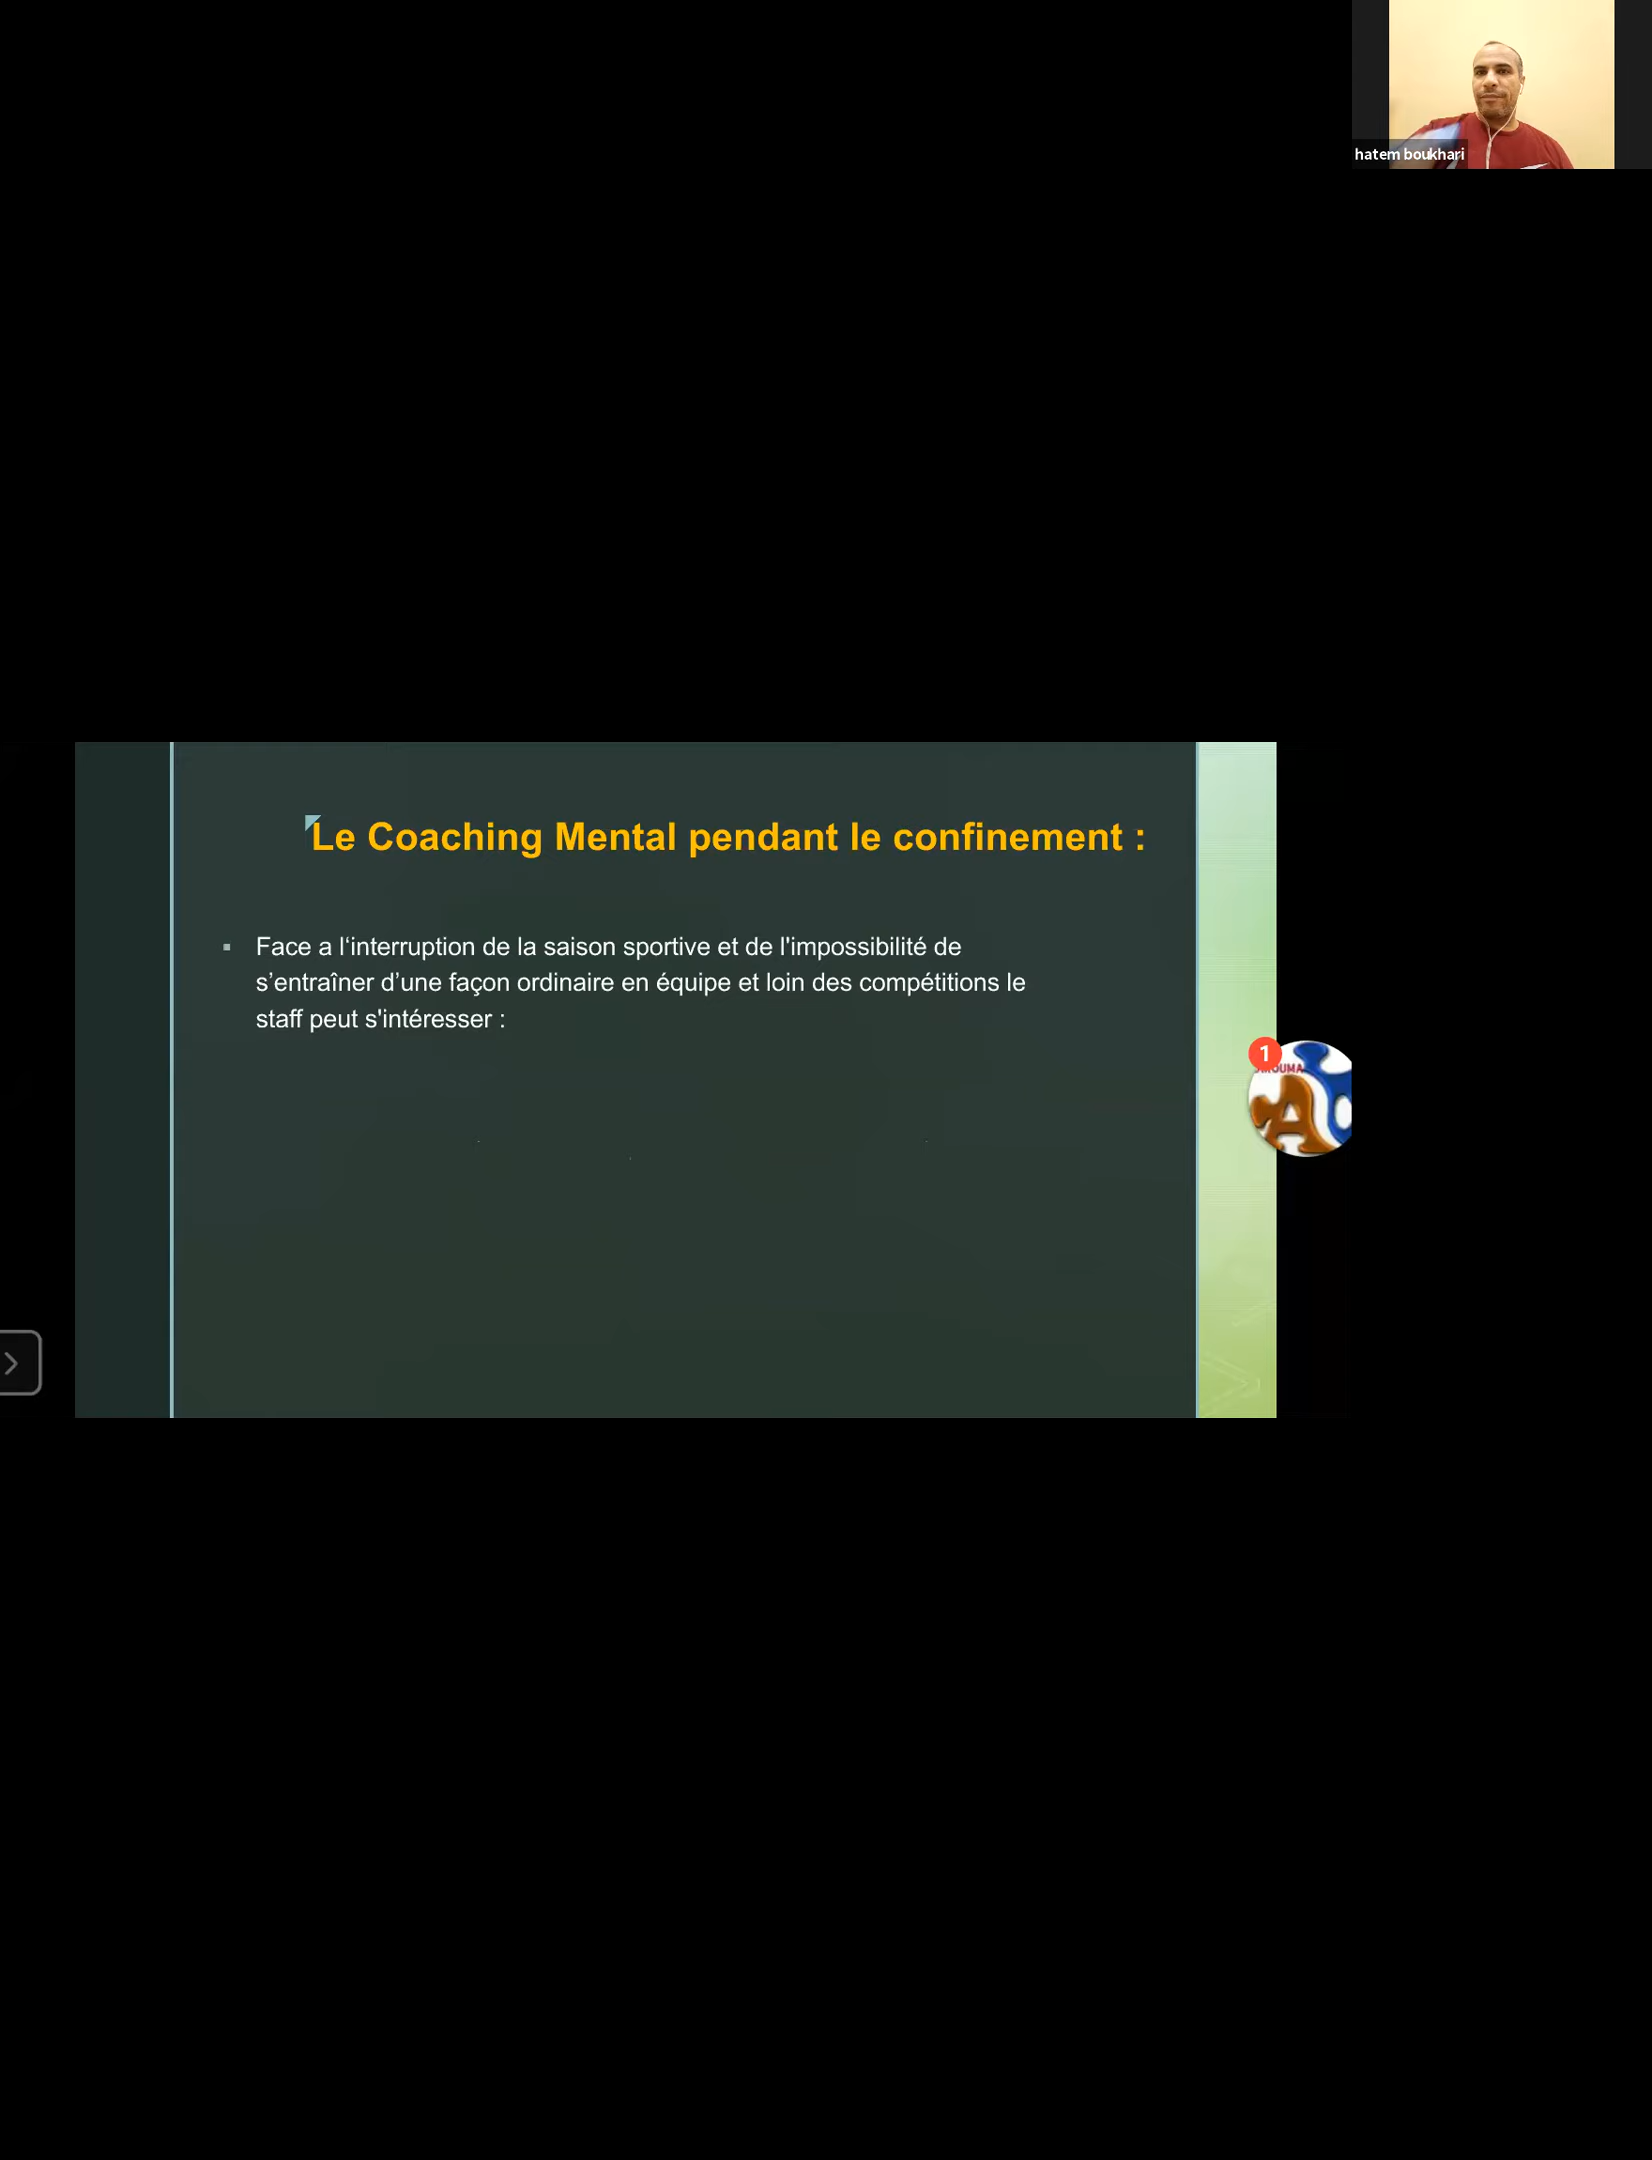 hatem boukhari
Le Coaching Mental pendant le confinement :
▪ Face a l‘interruption de la saison sportive et de l'impossibilité de
s’entraîner d’une façon ordinaire en équipe et loin des compétitions le
staff peut s'intéresser :
1